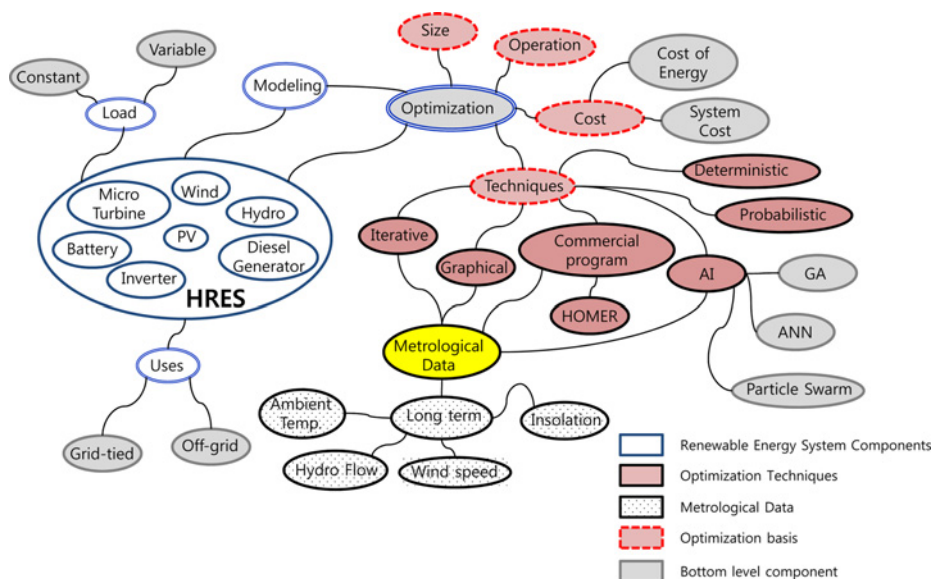 Size
Operation
Variable
Constant
Load
Modeling
Optimization
Cost of
Energy
Cost
System
Cost
Micro
Turbine
Wind
Hydro
PV
Battery
Diesel
Generator
Inverter
HRES
Techniques
Deterministic
Probabilistic
Iterative
Graphical
Commercial
program
HOMER
AI
GA
ANN
Particle Swarm
Metrological
Data
Uses
Grid-tied
Off-grid
Ambient
Temp.
Long term
Insolation
Hydro Flow
Wind speed
Renewable Energy System Components
Optimization Techniques
Metrological Data
Optimization basis
Bottom level component